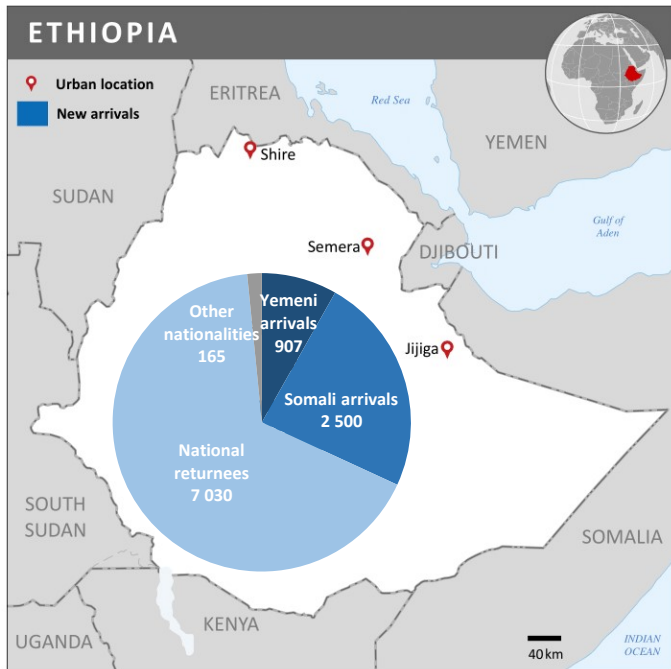 ETHIOPIA
Urban location
New arrivals
ERITREA
Red Sea
YEMEN
Shire
SUDAN
Gulf of
Aden
Semera
DJIBOUTI
Other
nationalities
165
Yemeni
arrivals
907
Jijiga
Somali arrivals
2 500
National
returnees
7 030
SOUTH
SUDAN
SOMALIA
KENYA
UGANDA
40 km
INDIAN
OCEAN